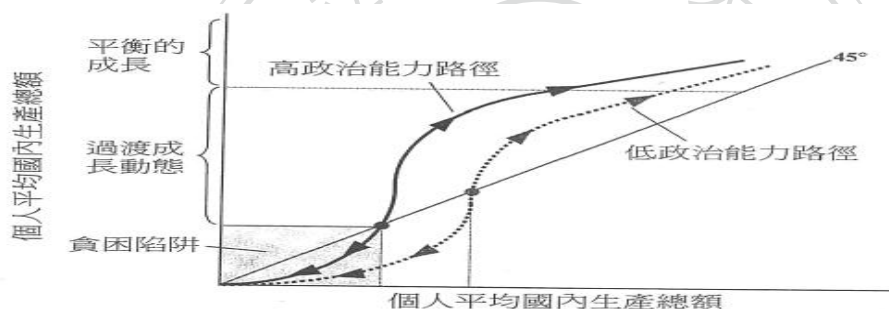 平衡的
成長
高政治能力路徑
45°
過渡成
長動態
低政治能力路徑
個人平均國內生產總額
貧困陷阱
個人平均國內生產總額